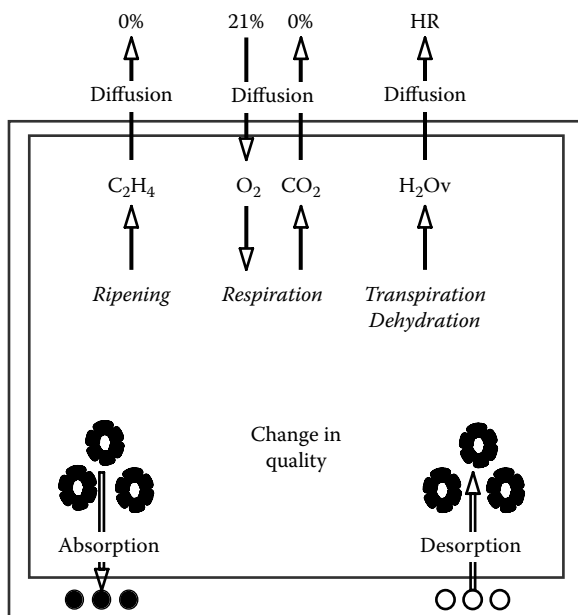 0% 21% 0% HR
Diffusion Diffusion Diffusion
C₂H₄ O₂ CO₂ H₂Ov
Ripening Respiration Transpiration
Dehydration
Change in
quality
Absorption Desorption